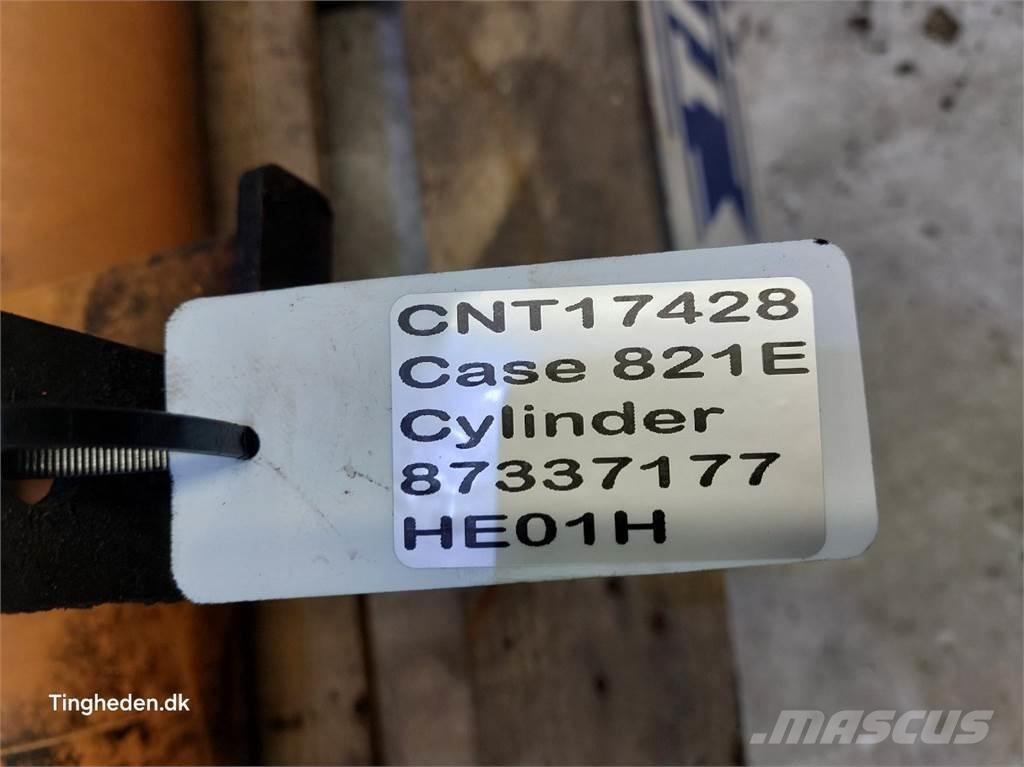 CNT17428
Case 821E
Cylinder
87337177
HE01H
Tingheden.dk
MASCUS